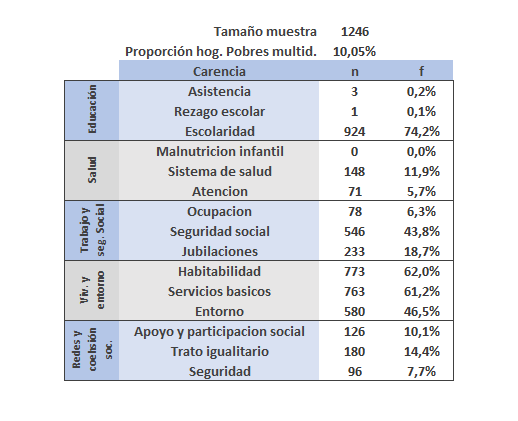 Tamaño muestra 1246
Proporción hog. Pobres multid. 10,05%
Carencia n f
Educación
Asistencia 3 0,2%
Rezago escolar 1 0,1%
Escolaridad 924 74,2%
Salud
Malnutricion infantil 0 0,0%
Sistema de salud 148 11,9%
Atencion 71 5,7%
Trabajo y
seg. Social
Ocupacion 78 6,3%
Seguridad social 546 43,8%
Jubilaciones 233 18,7%
Viv. y
entorno
Habitabilidad 773 62,0%
Servicios basicos 763 61,2%
Entorno 580 46,5%
Redes y
coehsión
soc.
Apoyo y participacion social 126 10,1%
Trato igualitario 180 14,4%
Seguridad 96 7,7%